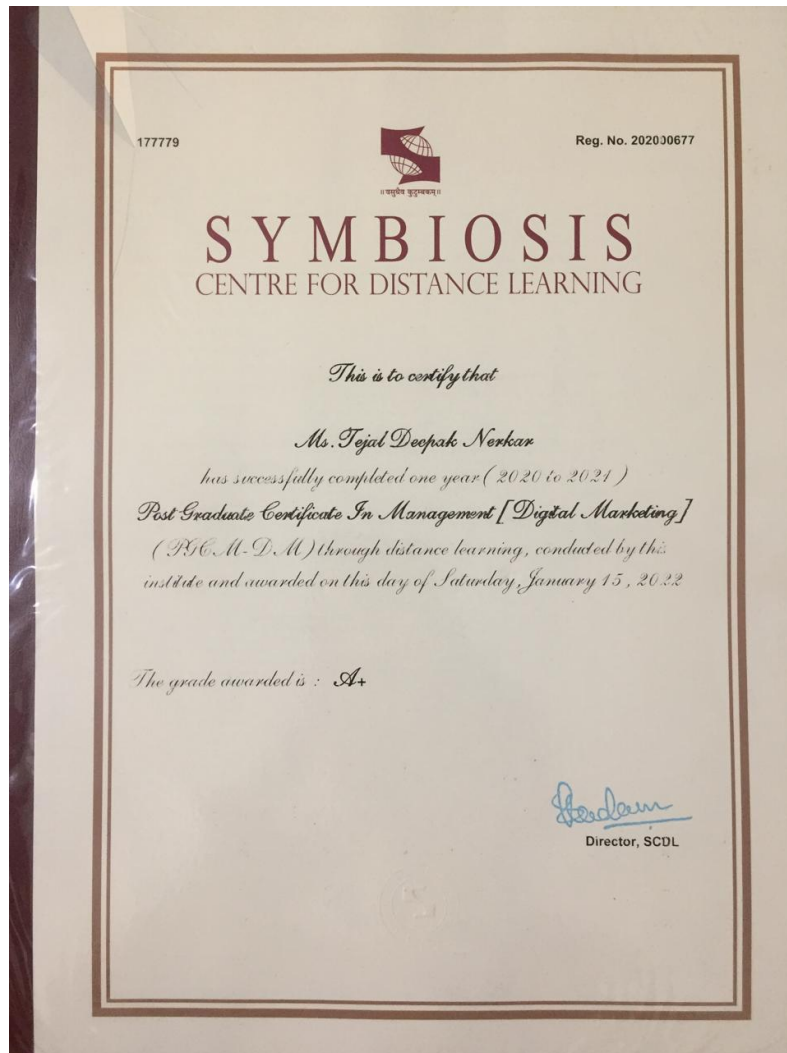 177779
Reg. No. 202000677
॥वसुधैव कुटुम्बकम्॥
SYMBIOSIS
CENTRE FOR DISTANCE LEARNING
This is to certify that
Ms. Tejal Deepak Nerkar
has successfully completed one year ( 2020 to 2021 )
Post Graduate Certificate In Management [ Digital Marketing ]
( PGCM-DM ) through distance learning, conducted by this
institute and awarded on this day of Saturday, January 15, 2022
The grade awarded is : A+
Director, SCDL